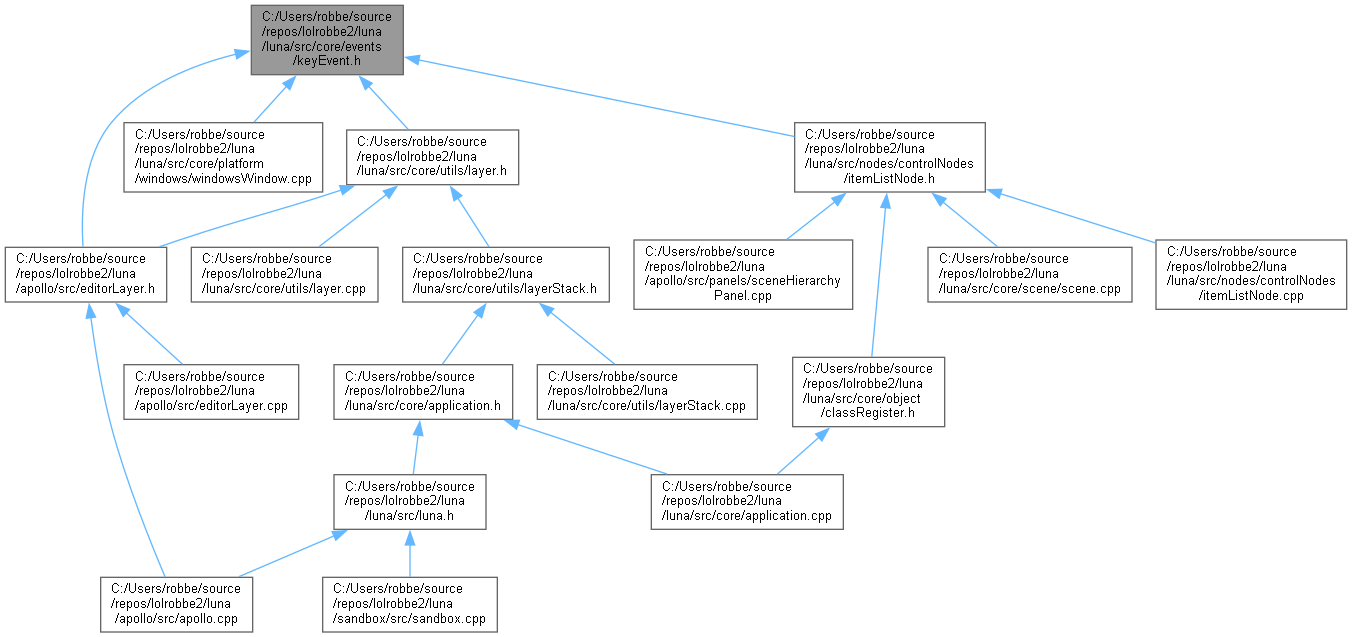 C:/Users/robbe/source
/repos/lolrobbe2/luna
/luna/src/core/events
/keyEvent.h
C:/Users/robbe/source
/repos/lolrobbe2/luna
/luna/src/core/platform
/windows/windowsWindow.cpp
C:/Users/robbe/source
/repos/lolrobbe2/luna
/luna/src/core/utils/layer.h
C:/Users/robbe/source
/repos/lolrobbe2/luna
/luna/src/nodes/controlNodes
/itemListNode.h
C:/Users/robbe/source
/repos/lolrobbe2/luna
/apollo/src/editorLayer.h
C:/Users/robbe/source
/repos/lolrobbe2/luna
/luna/src/core/utils/layer.cpp
C:/Users/robbe/source
/repos/lolrobbe2/luna
/luna/src/core/utils/layerStack.h
C:/Users/robbe/source
/repos/lolrobbe2/luna
/apollo/src/panels/sceneHierarchy
Panel.cpp
C:/Users/robbe/source
/repos/lolrobbe2/luna
/luna/src/core/scene/scene.cpp
C:/Users/robbe/source
/repos/lolrobbe2/luna
/luna/src/nodes/controlNodes
/itemListNode.cpp
C:/Users/robbe/source
/repos/lolrobbe2/luna
/apollo/src/editorLayer.cpp
C:/Users/robbe/source
/repos/lolrobbe2/luna
/luna/src/core/application.h
C:/Users/robbe/source
/repos/lolrobbe2/luna
/luna/src/core/utils/layerStack.cpp
C:/Users/robbe/source
/repos/lolrobbe2/luna
/luna/src/core/object
/classRegister.h
C:/Users/robbe/source
/repos/lolrobbe2/luna
/luna/src/luna.h
C:/Users/robbe/source
/repos/lolrobbe2/luna
/luna/src/core/application.cpp
C:/Users/robbe/source
/repos/lolrobbe2/luna
/apollo/src/apollo.cpp
C:/Users/robbe/source
/repos/lolrobbe2/luna
/sandbox/src/sandbox.cpp